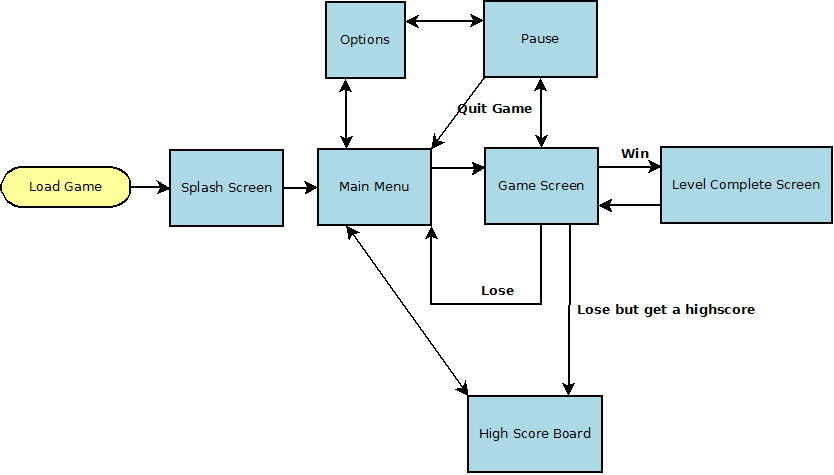 Options
Pause
Quit Game
Load Game
Splash Screen
Main Menu
Game Screen
Win
Level Complete Screen
Lose
Lose but get a highscore
High Score Board